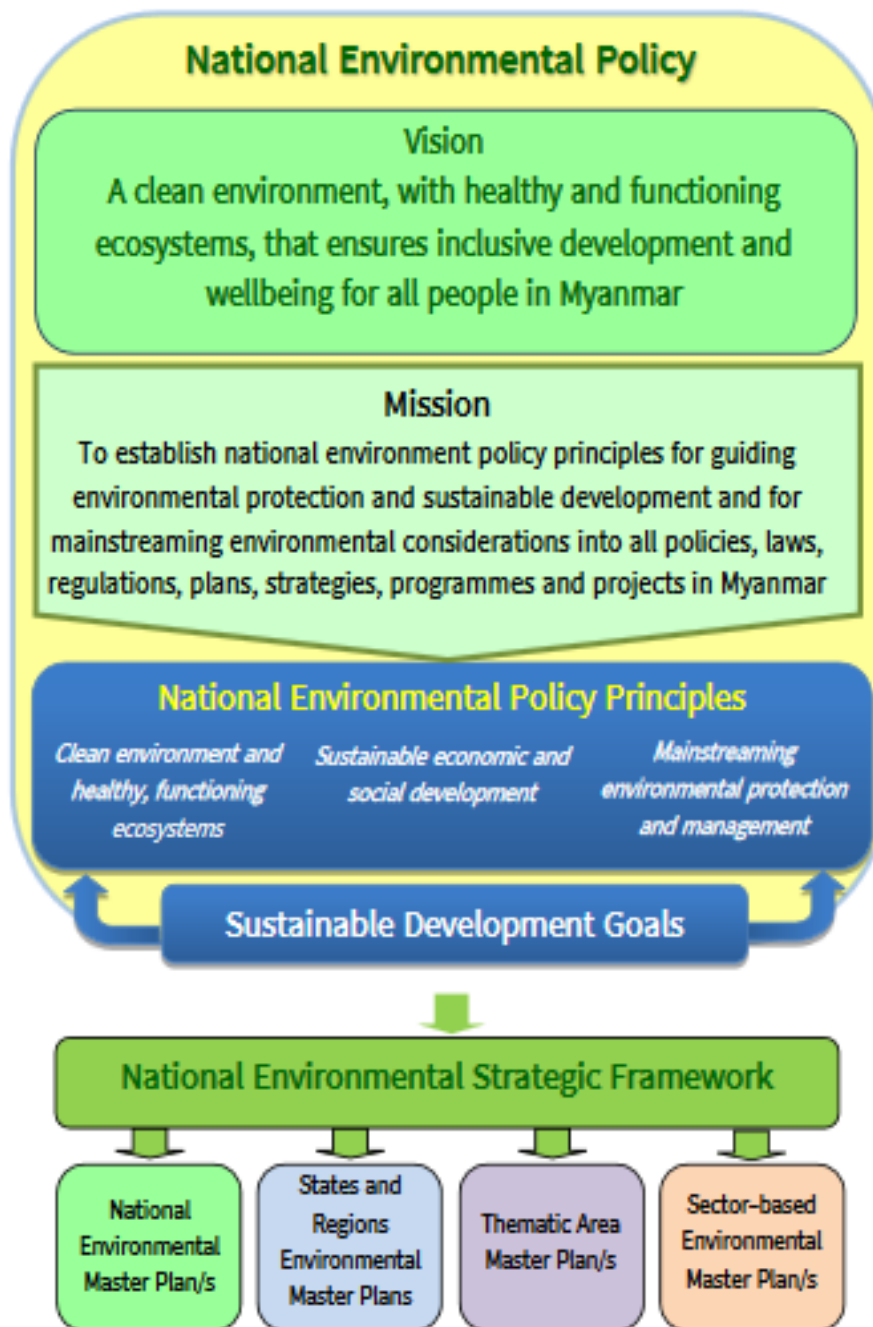 National Environmental Policy
Vision
A clean environment, with healthy and functioning
ecosystems, that ensures inclusive development and
wellbeing for all people in Myanmar
Mission
To establish national environment policy principles for guiding
environmental protection and sustainable development and for
mainstreaming environmental considerations into all policies, laws,
regulations, plans, strategies, programmes and projects in Myanmar
National Environmental Policy Principles
Clean environment and
healthy, functioning
ecosystems
Sustainable economic and
social development
Mainstreaming
environmental protection
and management
Sustainable Development Goals
National Environmental Strategic Framework
National
Environmental
Master Plan/s
States and
Regions
Environmental
Master Plans
Thematic Area
Master Plan/s
Sector-based
Environmental
Master Plan/s